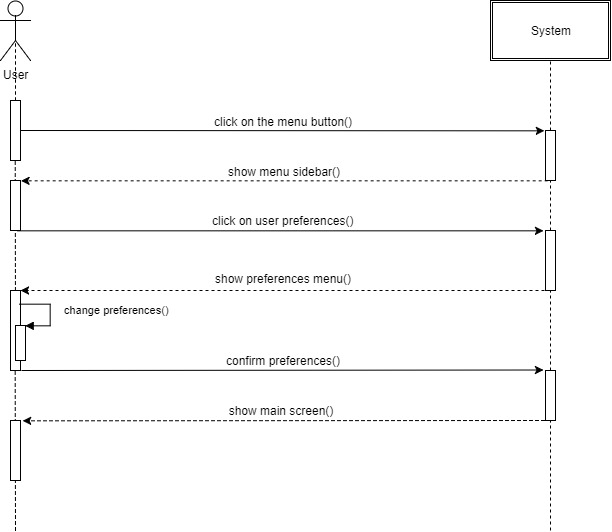 System
User
click on the menu button()
show menu sidebar()
click on user preferences()
show preferences menu()
change preferences()
confirm preferences()
show main screen()